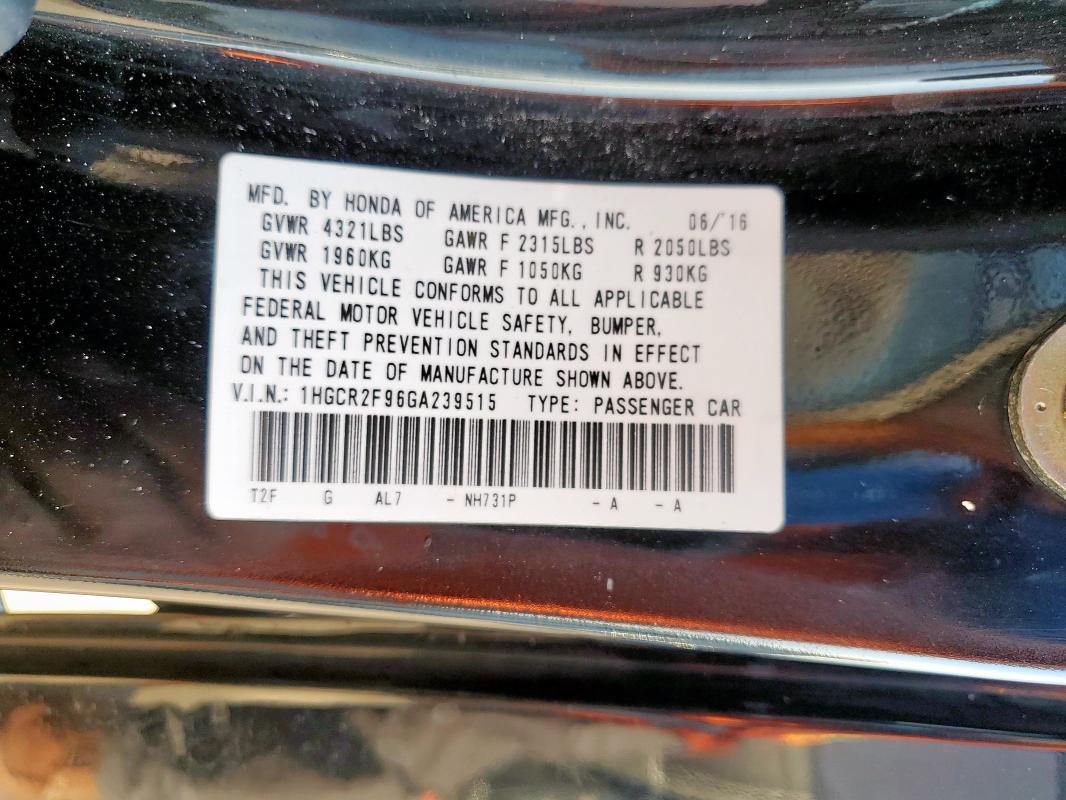 MFD. BY HONDA OF AMERICA MFG., INC. 06/'16
GVWR 4321LBS GAWR F 2315LBS R 2050LBS
GVWR 1960KG GAWR F 1050KG R 930KG
THIS VEHICLE CONFORMS TO ALL APPLICABLE
FEDERAL MOTOR VEHICLE SAFETY, BUMPER,
AND THEFT PREVENTION STANDARDS IN EFFECT
ON THE DATE OF MANUFACTURE SHOWN ABOVE.
V.I.N.: 1HGCR2F96GA239515 TYPE: PASSENGER CAR
T2F G AL7 - NH731P - A - A